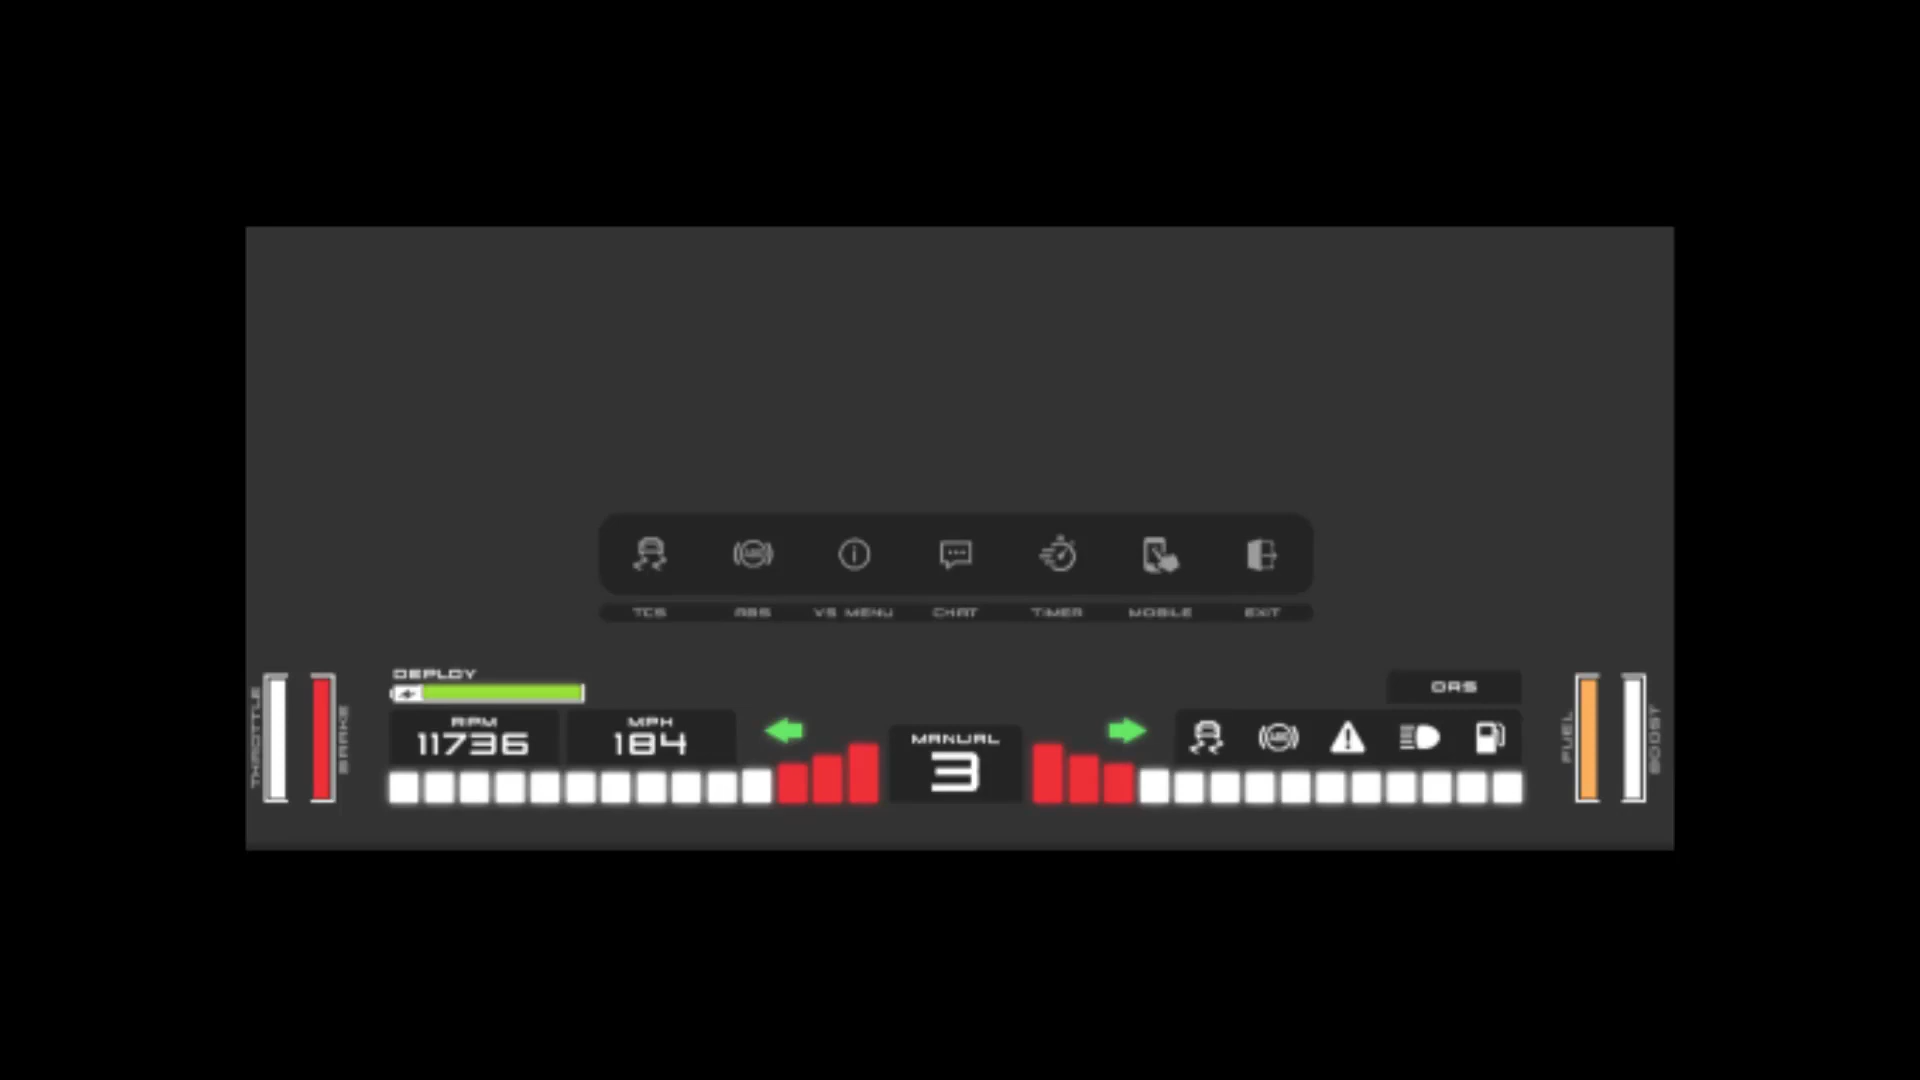 TCS ABS VS MENU CHAT TIMER MOBILE EXIT
DEPLOY
DRS
RPM
11736
MPH
184
MANUAL
3
THROTTLE
BRAKE
FUEL
BOOST